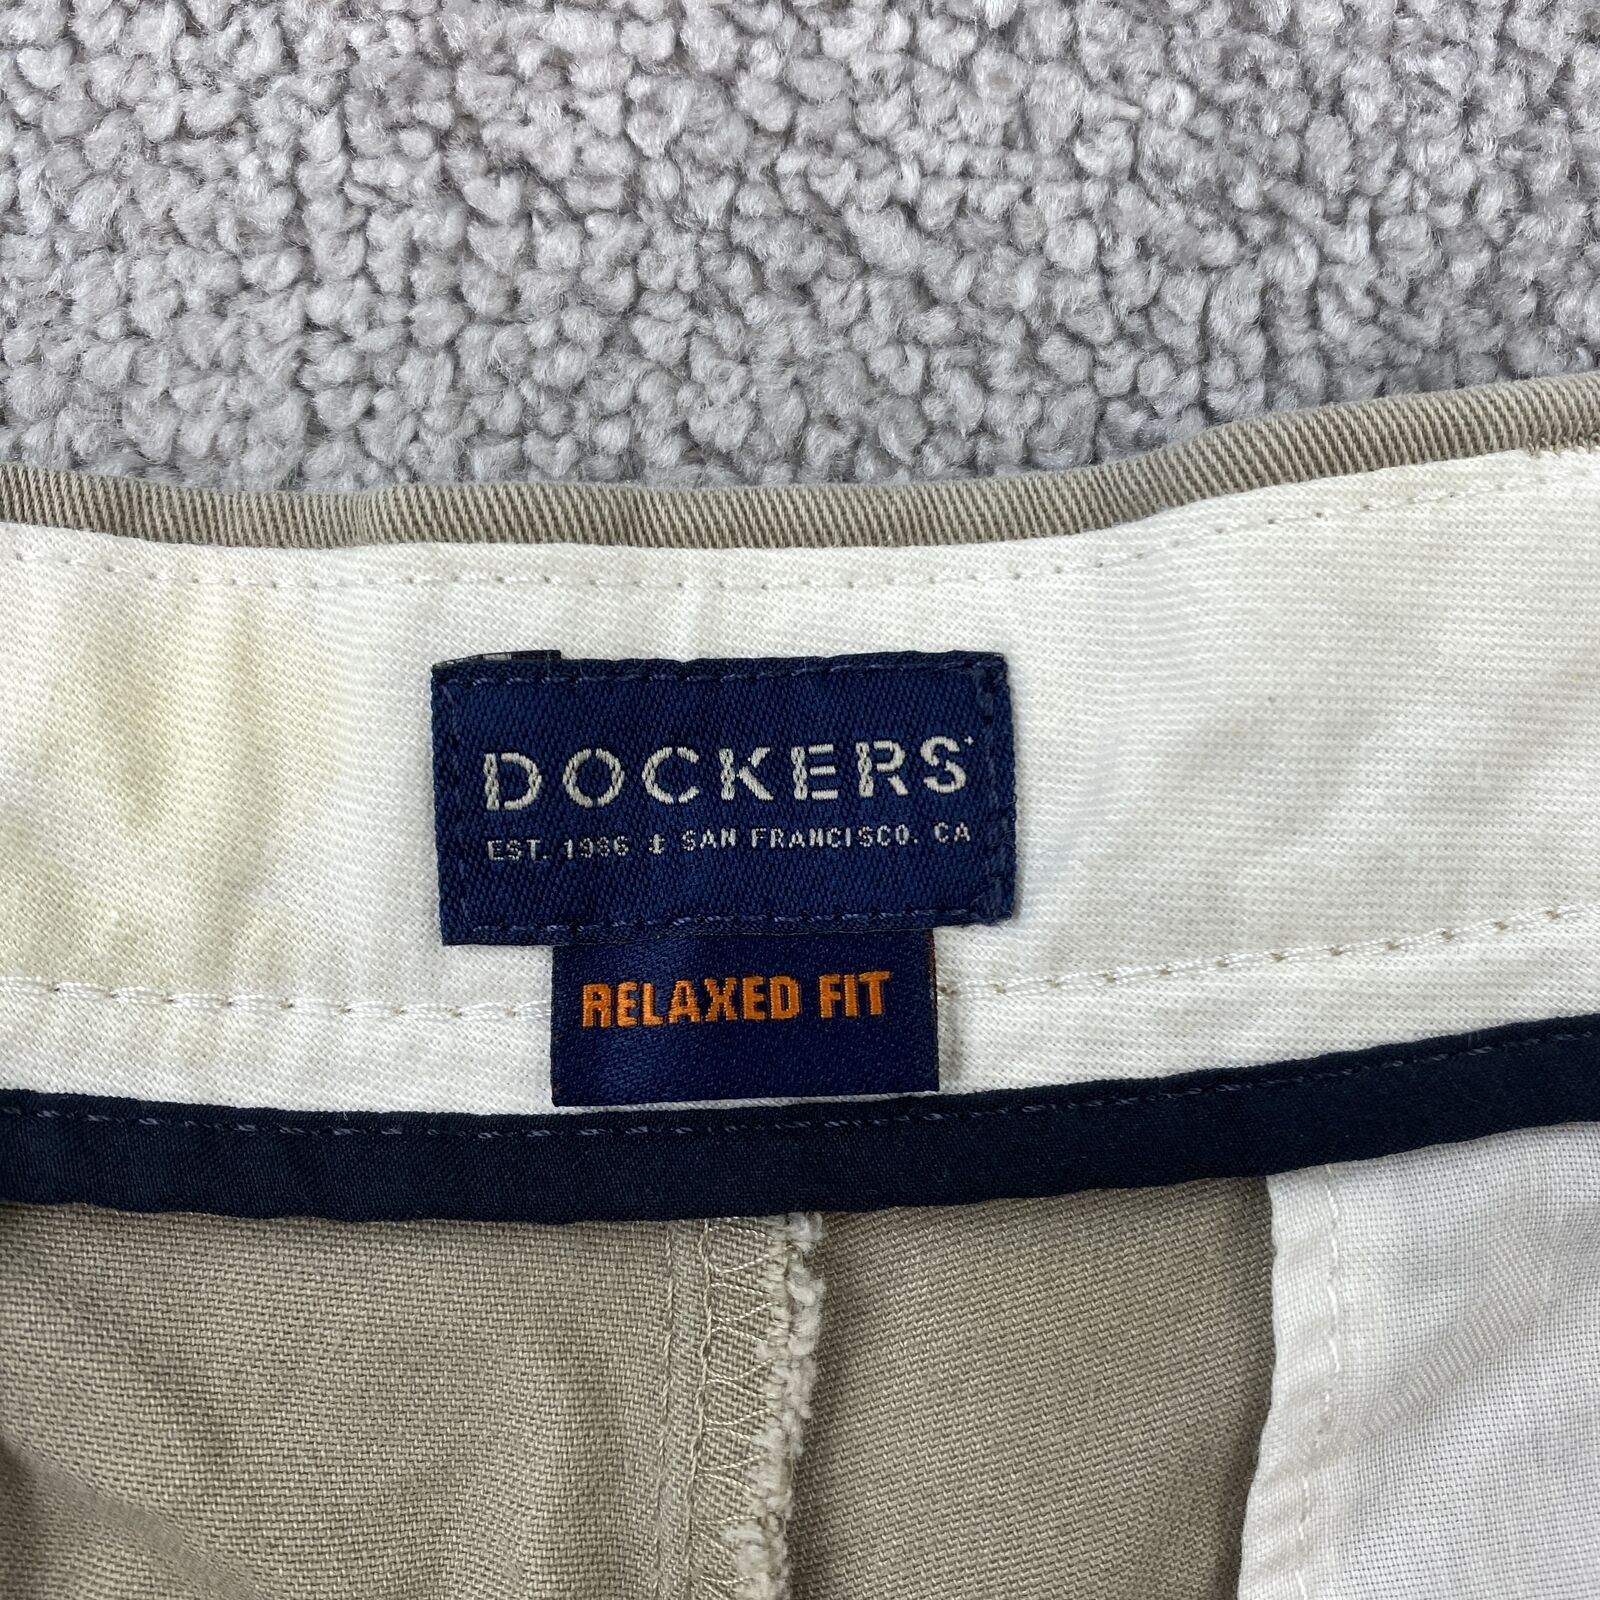 DOCKERS
EST. 1986 ⚓ SAN FRANCISCO. CA
RELAXED FIT